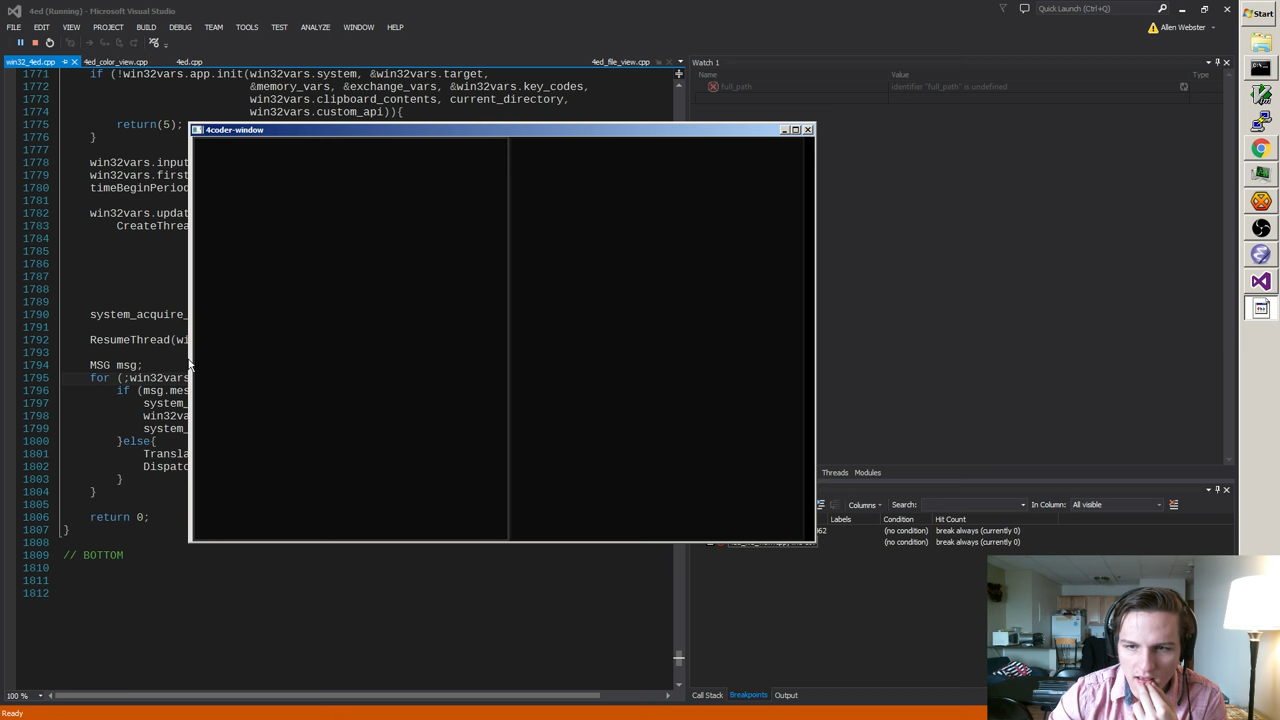 4ed (Running) - Microsoft Visual Studio
Quick Launch (Ctrl+Q)
FILE EDIT VIEW PROJECT BUILD DEBUG TEAM TOOLS TEST ANALYZE WINDOW HELP
Allen Webster
Start
win32_4ed.cpp 4ed_color_view.cpp 4ed.cpp 4ed_file_view.cpp
Watch 1
Name Value Type
full_path identifier "full_path" is undefined
1771 if (!win32vars.app.init(win32vars.system, &win32vars.target,
1772 &memory_vars, &exchange_vars, &win32vars.key_codes,
1773 win32vars.clipboard_contents, current_directory,
1774 win32vars.custom_api)){
1775 return(5);
1776 }
1777
4coder-window
1778 win32vars.input
1779 win32vars.first
1780 timeBeginPeriod
1781
1782 win32vars.updat
1783 CreateThrea
1784
1785
1786
1787
1788
1789
1790 system_acquire_
1791
1792 ResumeThread(wi
1793
1794 MSG msg;
1795 for (;win32vars
1796 if (msg.mes
1797 system_
1798 win32va
1799 system_
1800 }else{
1801 Transla
1802 Dispatc
1803 }
1804 }
1805
1806 return 0;
1807 }
1808
1809 // BOTTOM
1810
1811
1812
Threads Modules
Columns Search: In Column: All visible
Labels Condition Hit Count
62 (no condition) break always (currently 0)
(no condition) break always (currently 0)
100 %
Call Stack Breakpoints Output
Ready